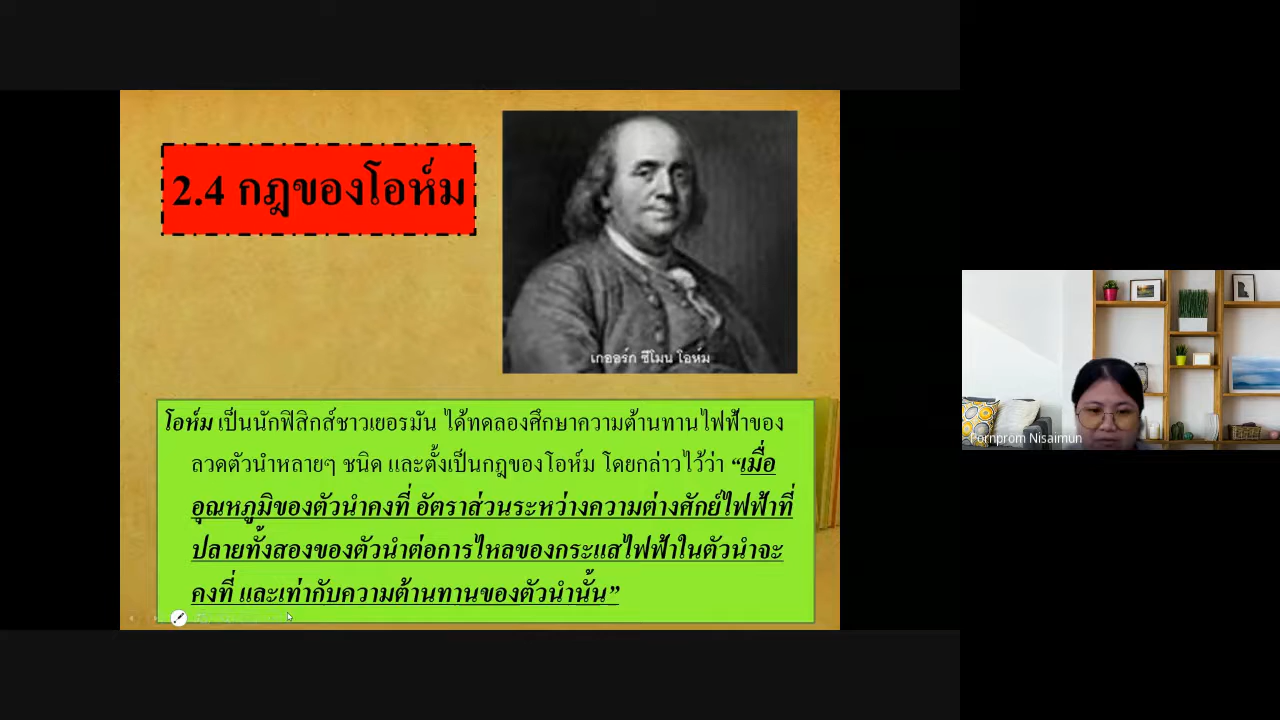 2.4 กฎของโอห์ม
เกออร์ก ซีโมน โอห์ม
โอห์ม เป็นนักฟิสิกส์ชาวเยอรมัน ได้ทดลองศึกษาความต้านทานไฟฟ้าของ
ลวดตัวนำหลายๆ ชนิด และตั้งเป็นกฎของโอห์ม โดยกล่าวไว้ว่า “เมื่อ
อุณหภูมิของตัวนำคงที่ อัตราส่วนระหว่างความต่างศักย์ไฟฟ้าที่
ปลายทั้งสองของตัวนำต่อการไหลของกระแสไฟฟ้าในตัวนำจะ
คงที่ และเท่ากับความต้านทานของตัวนำนั้น”
Pornprom Nisaimun